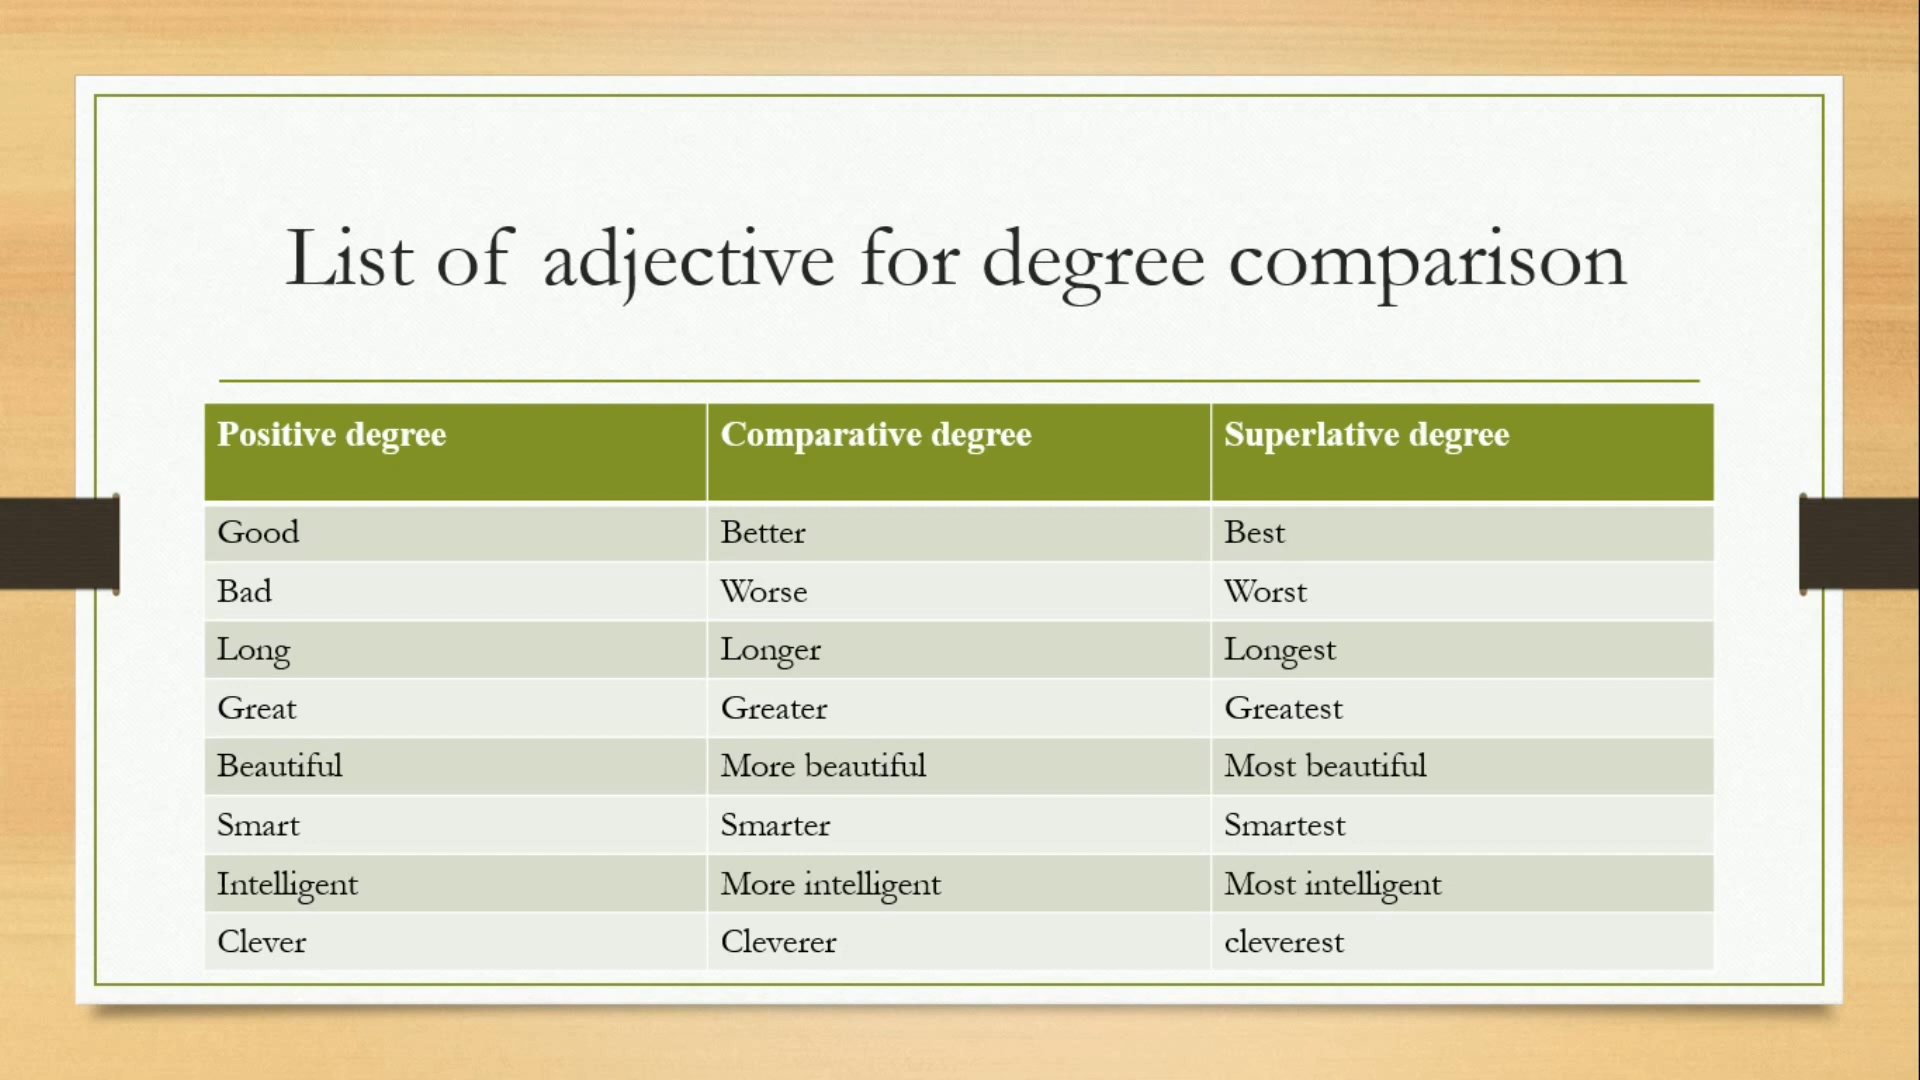 List of adjective for degree comparison
Positive degree Comparative degree Superlative degree
Good Better Best
Bad Worse Worst
Long Longer Longest
Great Greater Greatest
Beautiful More beautiful Most beautiful
Smart Smarter Smartest
Intelligent More intelligent Most intelligent
Clever Cleverer cleverest